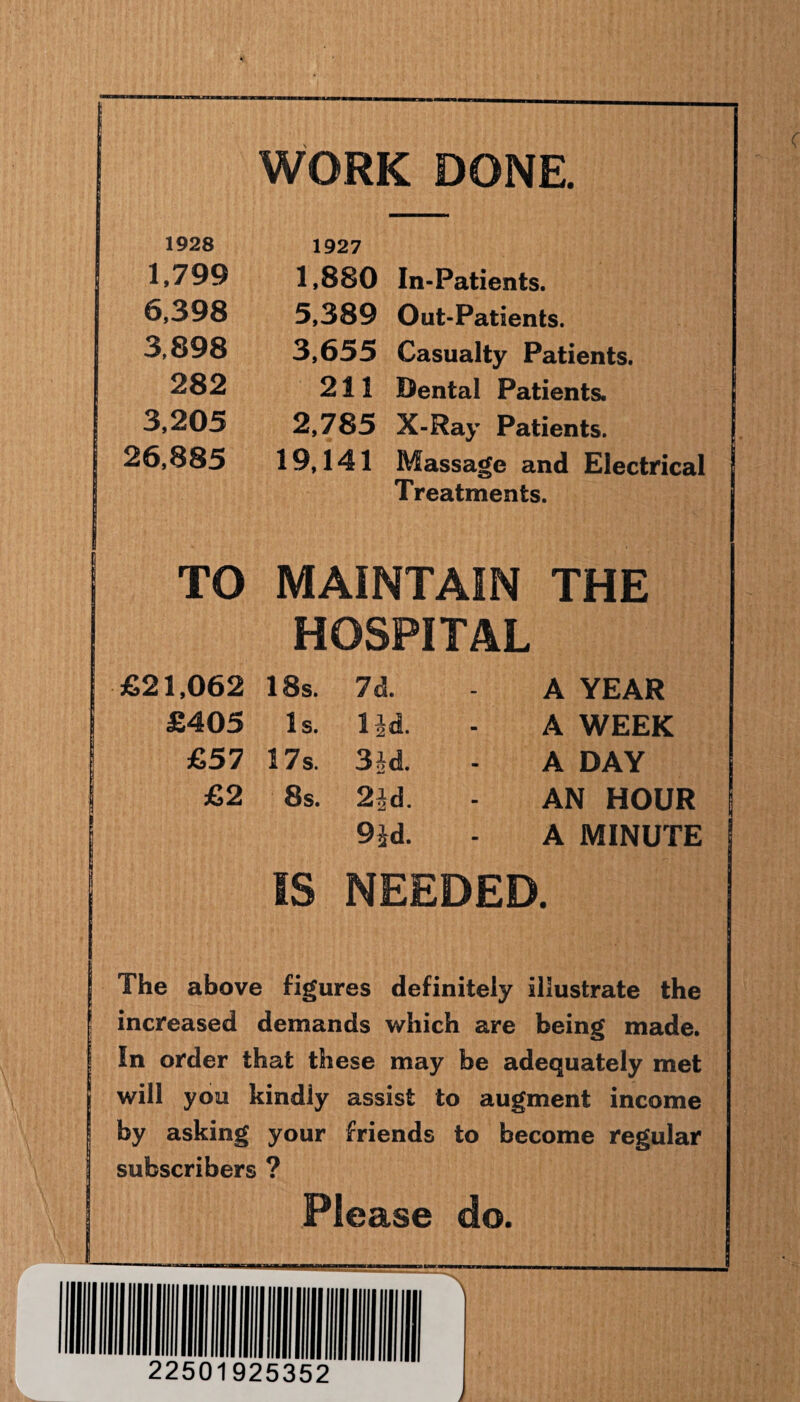 WORK DONE.
1928 1927
1,799 1,880 In-Patients.
6,398 5,389 Out-Patients.
3,898 3,655 Casualty Patients.
282 211 Dental Patients.
3,205 2,785 X-Ray Patients.
26,885 19,141 Massage and Electrical
Treatments.
TO MAINTAIN THE
HOSPITAL
£21,062 18s. 7d. - A YEAR
£405 1s. 1½d. - A WEEK
£57 17s. 3½d. - A DAY
£2 8s. 2½d. - AN HOUR
9½d. - A MINUTE
IS NEEDED.
The above figures definitely illustrate the
increased demands which are being made.
In order that these may be adequately met
will you kindly assist to augment income
by asking your friends to become regular
subscribers ?
Please do.
22501925352